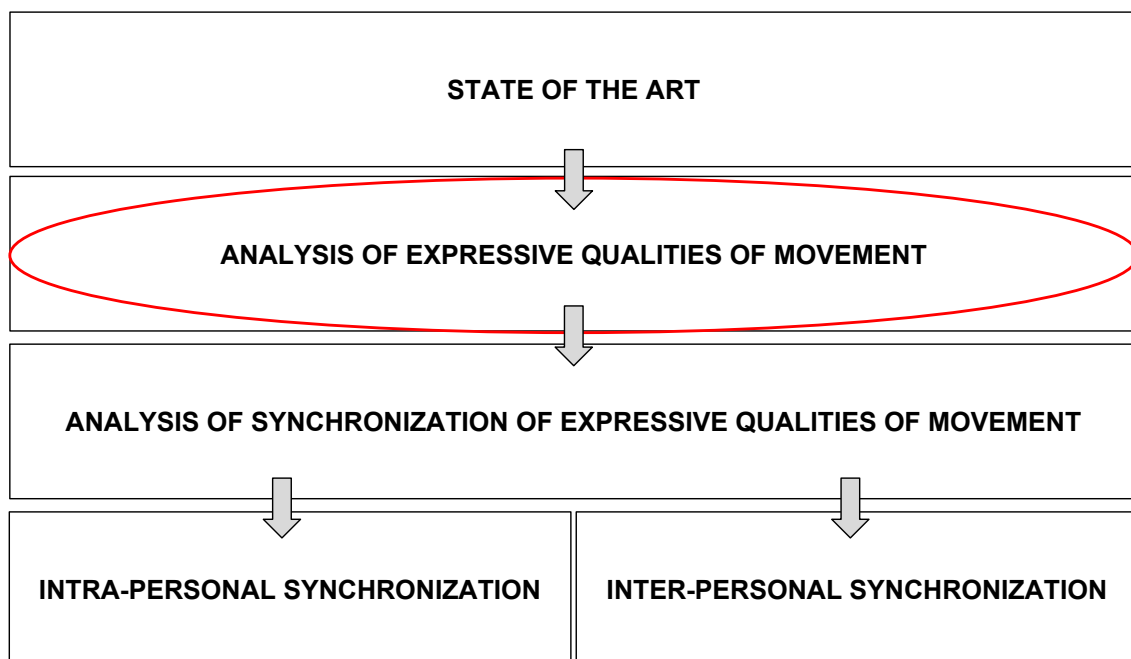 STATE OF THE ART
ANALYSIS OF EXPRESSIVE QUALITIES OF MOVEMENT
ANALYSIS OF SYNCHRONIZATION OF EXPRESSIVE QUALITIES OF MOVEMENT
INTRA-PERSONAL SYNCHRONIZATION
INTER-PERSONAL SYNCHRONIZATION